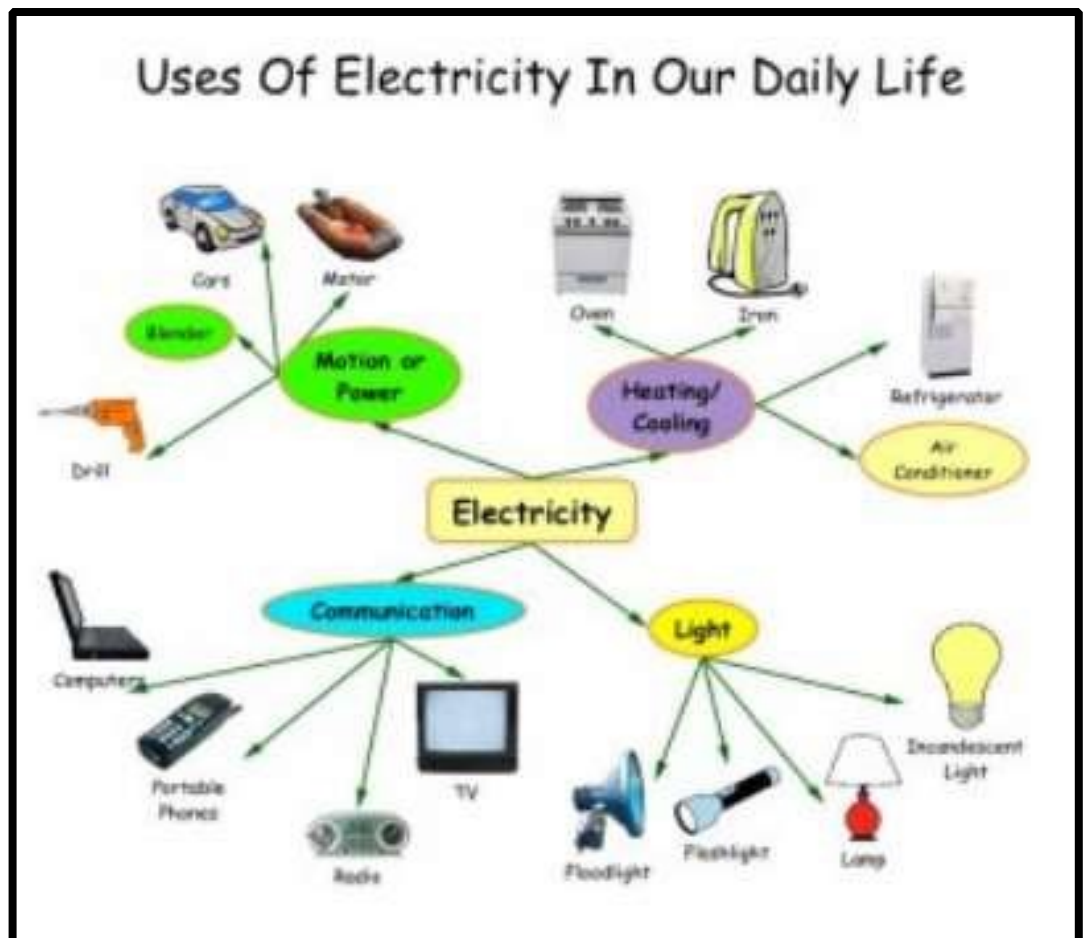 Uses Of Electricity In Our Daily Life
Cars
Motor
Blender
Motion or
Power
Drill
Oven
Iron
Heating/
Cooling
Refrigerator
Air
Conditioner
Electricity
Communication
Computers
Portable
Phones
Radio
TV
Light
Floodlight
Flashlight
Lamp
Incandescent
Light